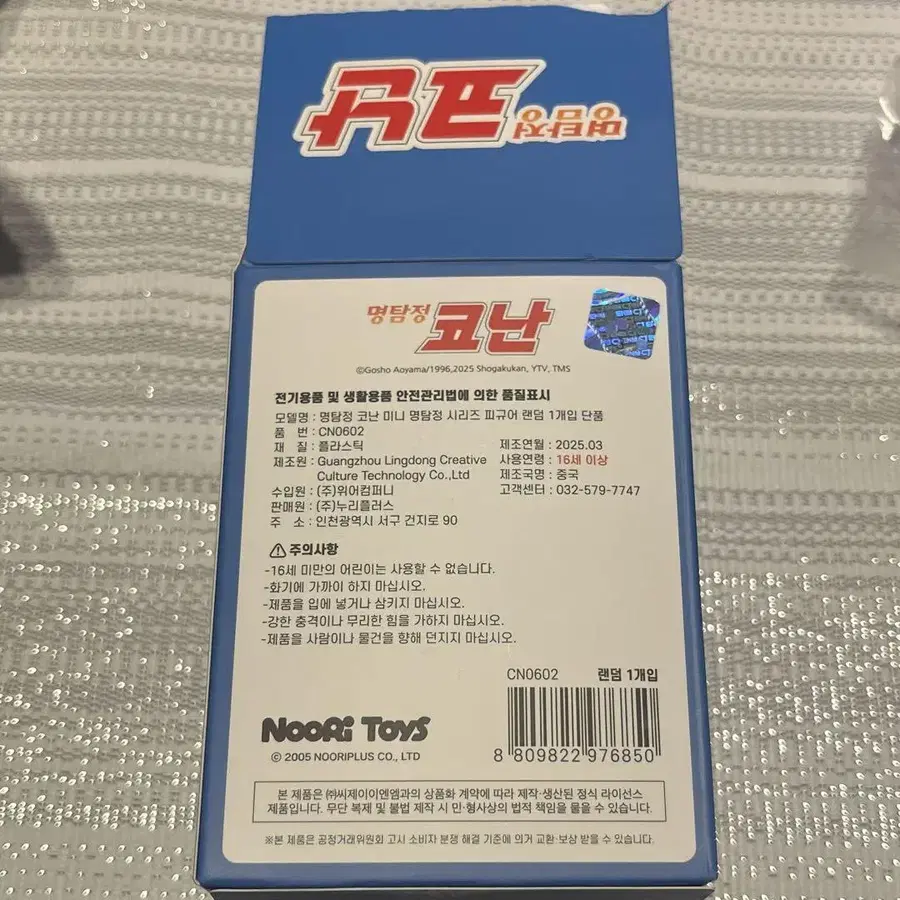 명탐정 코난
명탐정 코난
©Gosho Aoyama/1996,2025 Shogakukan, YTV, TMS
전기용품 및 생활용품 안전관리법에 의한 품질표시
모델명 : 명탐정 코난 미니 명탐정 시리즈 피규어 랜덤 1개입 단품
품 번 : CN0602
재 질 : 플라스틱
제조원 : Guangzhou Lingdong Creative
Culture Technology Co.,Ltd
수입원 : (주)위어컴퍼니
판매원 : (주)누리플러스
주 소 : 인천광역시 서구 건지로 90
제조연월 : 2025.03
사용연령 : 16세 이상
제조국명 : 중국
고객센터 : 032-579-7747
주의사항
-16세 미만의 어린이는 사용할 수 없습니다.
-화기에 가까이 하지 마십시오.
-제품을 입에 넣거나 삼키지 마십시오.
-강한 충격이나 무리한 힘을 가하지 마십시오.
-제품을 사람이나 물건을 향해 던지지 마십시오.
CN0602 랜덤 1개입
NOORI TOYS
© 2005 NOORIPLUS CO., LTD
8 809822 976850
본 제품은 ㈜씨제이이엔엠과의 상품화 계약에 따라 제작·생산된 정식 라이선스
제품입니다. 무단 복제 및 불법 제작 시 민·형사상의 법적 책임을 물을 수 있습니다.
※본 제품은 공정거래위원회 고시 소비자 분쟁 해결 기준에 의거 교환·보상 받을 수 있습니다.